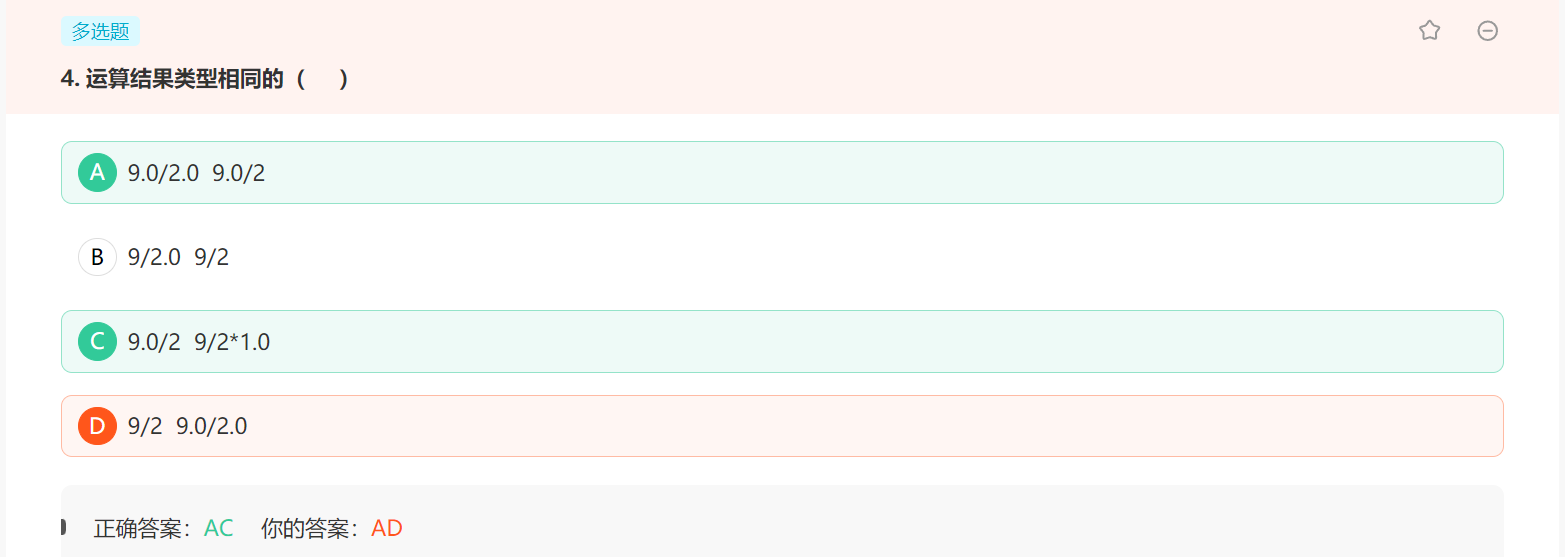 多选题
4. 运算结果类型相同的（ ）
A 9.0/2.0 9.0/2
B 9/2.0 9/2
C 9.0/2 9/2*1.0
D 9/2 9.0/2.0
正确答案：AC 你的答案：AD